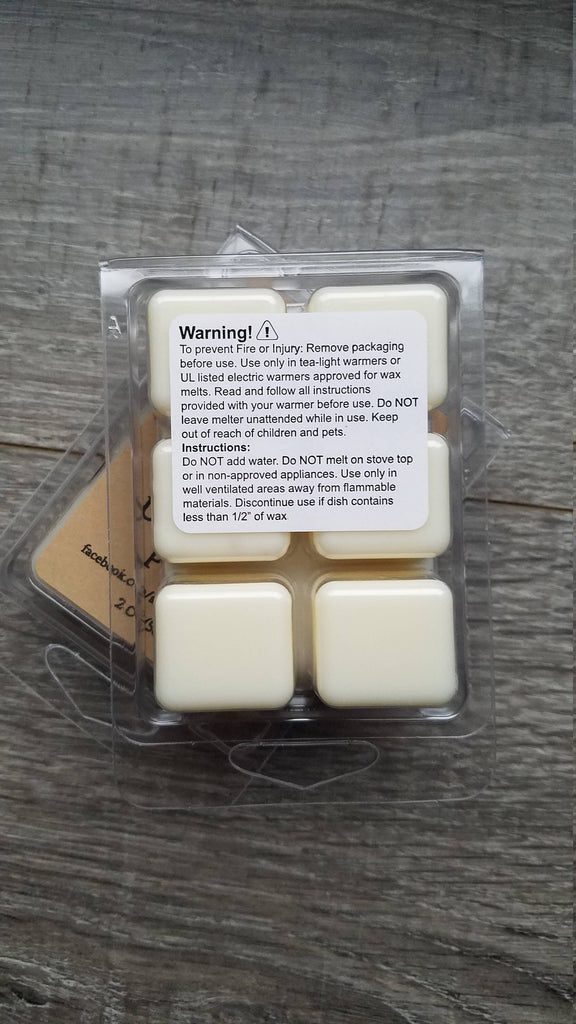 Warning!
To prevent Fire or Injury: Remove packaging
before use. Use only in tea-light warmers or
UL listed electric warmers approved for wax
melts. Read and follow all instructions
provided with your warmer before use. Do NOT
leave melter unattended while in use. Keep
out of reach of children and pets.
Instructions:
Do NOT add water. Do NOT melt on stove top
or in non-approved appliances. Use only in
well ventilated areas away from flammable
materials. Discontinue use if dish contains
less than 1/2" of wax